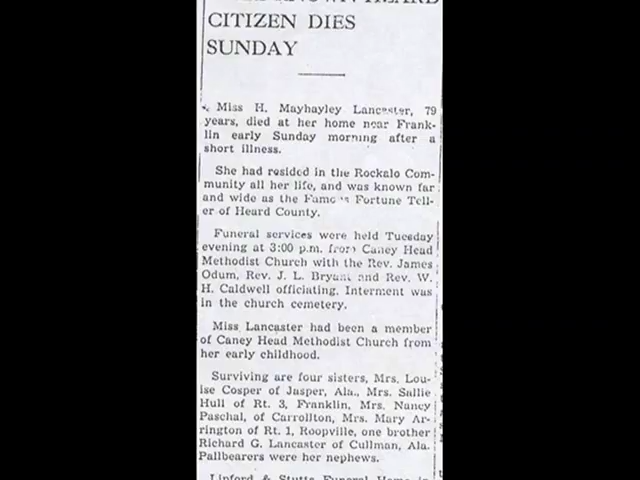 KNOWN HEARD
CITIZEN DIES
SUNDAY
Miss H. Mayhayley Lancaster, 79
years, died at her home near Frank-
lin early Sunday morning after a
short illness.
She had resided in the Rockalo Com-
munity all her life, and was known far
and wide as the Famous Fortune Tell-
er of Heard County.
Funeral services were held Tuesday
evening at 3:00 p.m. from Caney Head
Methodist Church with the Rev. James
Odum, Rev. J. L. Bryant and Rev. W.
H. Caldwell officiating. Interment was
in the church cemetery.
Miss Lancaster had been a member
of Caney Head Methodist Church from
her early childhood.
Surviving are four sisters, Mrs. Lou-
ise Cosper of Jasper, Ala., Mrs. Sallie
Hull of Rt. 3, Franklin, Mrs. Nancy
Paschal, of Carrollton, Mrs. Mary Ar-
rington of Rt. 1, Roopville, one brother
Richard G. Lancaster of Cullman, Ala.
Pallbearers were her nephews.
Lipford & Stutts Funeral Home in